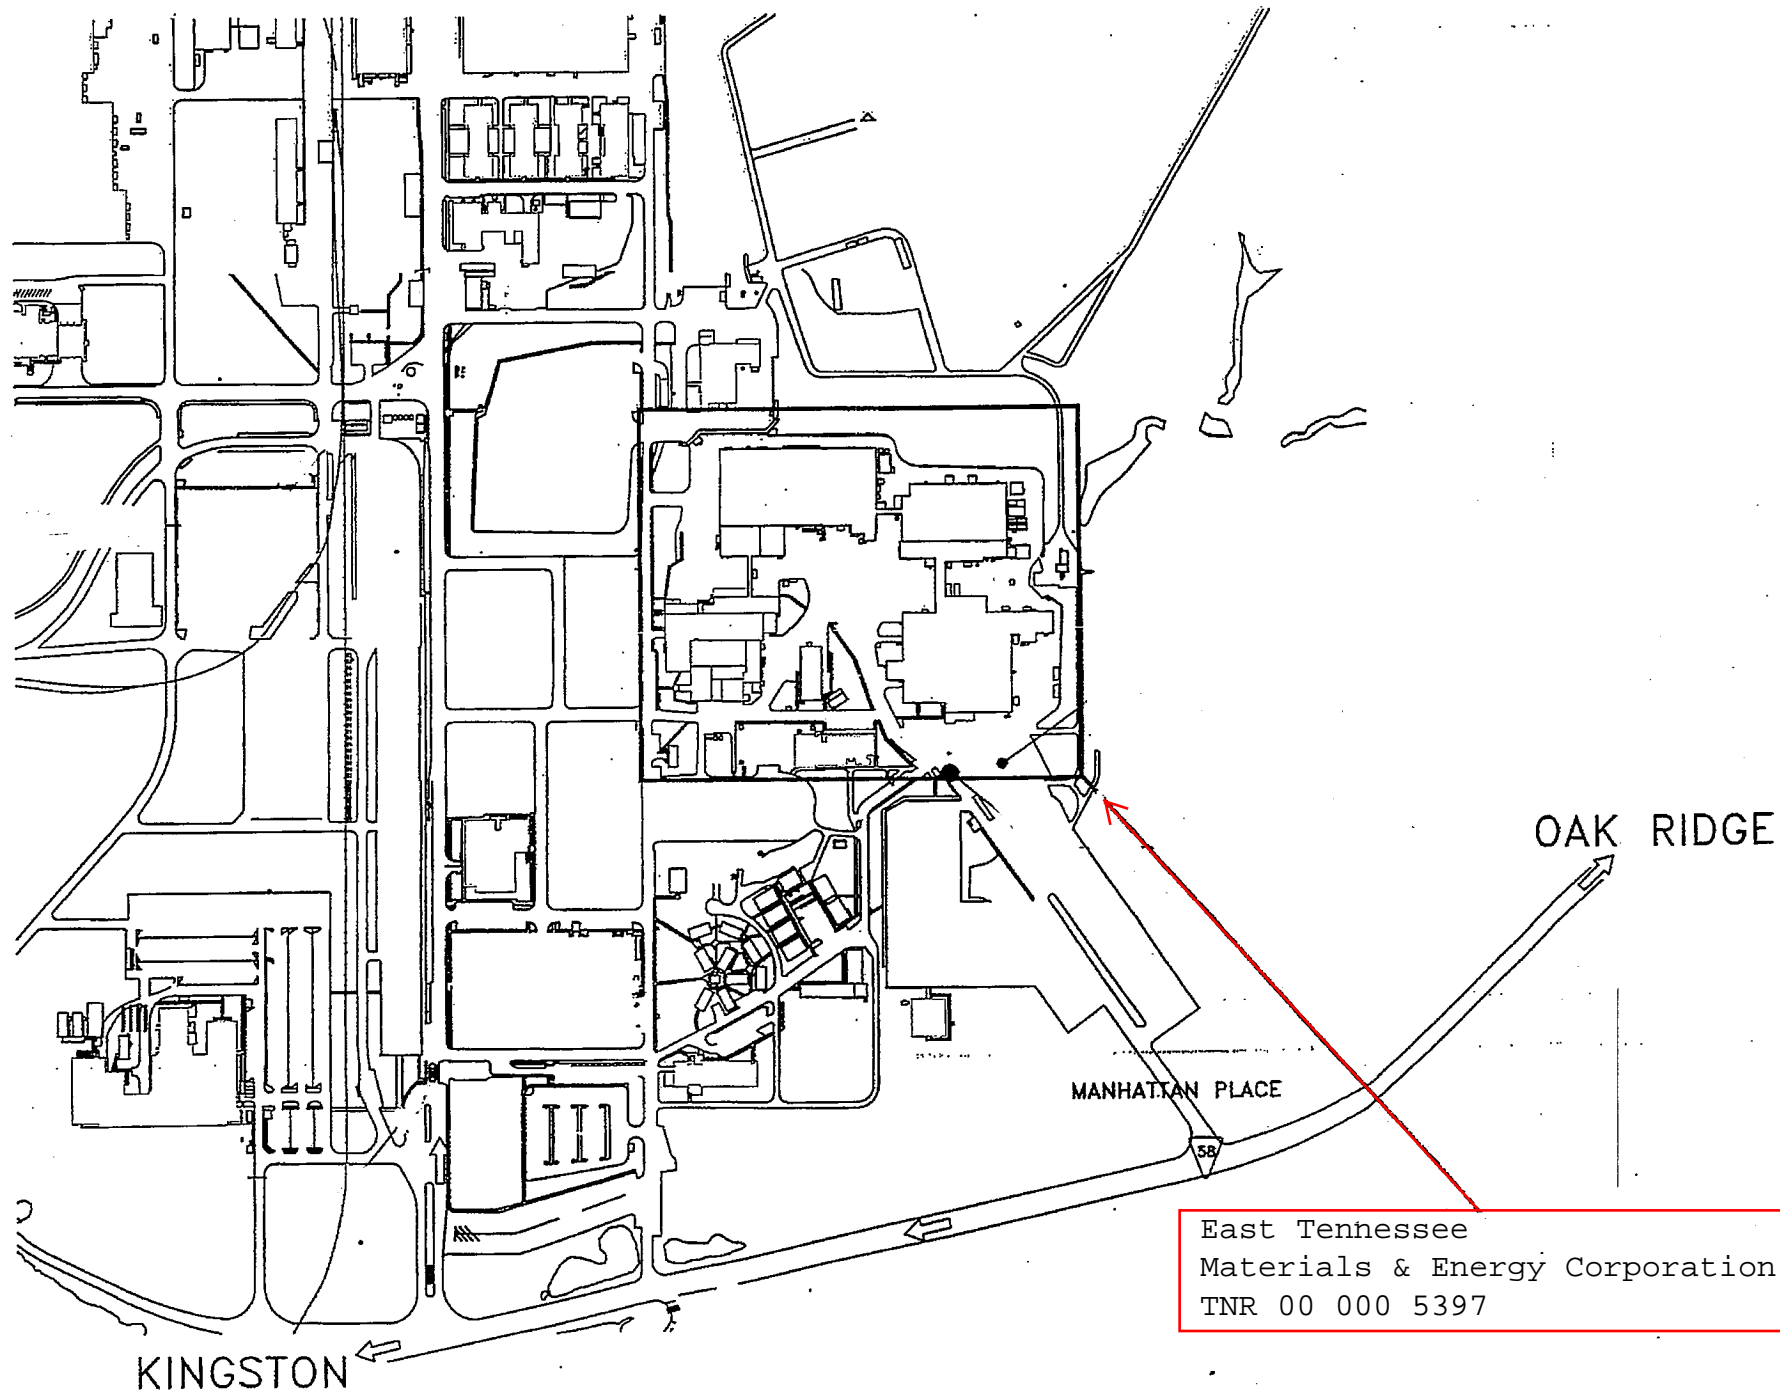 OAK RIDGE
MANHATTAN PLACE
58
East Tennessee
Materials & Energy Corporation
TNR 00 000 5397
KINGSTON